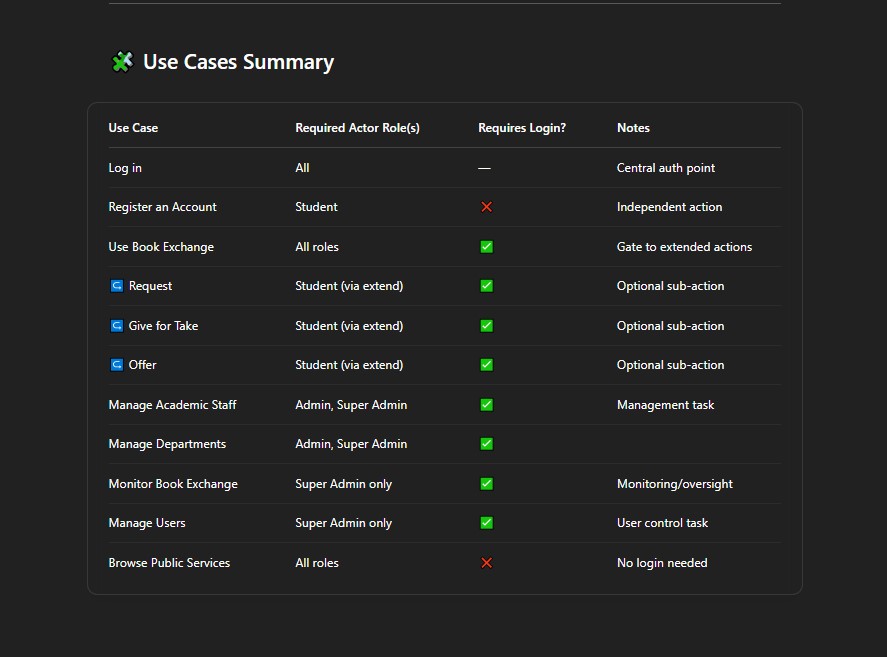 🧩 Use Cases Summary
Use Case Required Actor Role(s) Requires Login? Notes
Log in All — Central auth point
Register an Account Student ❌ Independent action
Use Book Exchange All roles ✅ Gate to extended actions
↪️ Request Student (via extend) ✅ Optional sub-action
↪️ Give for Take Student (via extend) ✅ Optional sub-action
↪️ Offer Student (via extend) ✅ Optional sub-action
Manage Academic Staff Admin, Super Admin ✅ Management task
Manage Departments Admin, Super Admin ✅
Monitor Book Exchange Super Admin only ✅ Monitoring/oversight
Manage Users Super Admin only ✅ User control task
Browse Public Services All roles ❌ No login needed